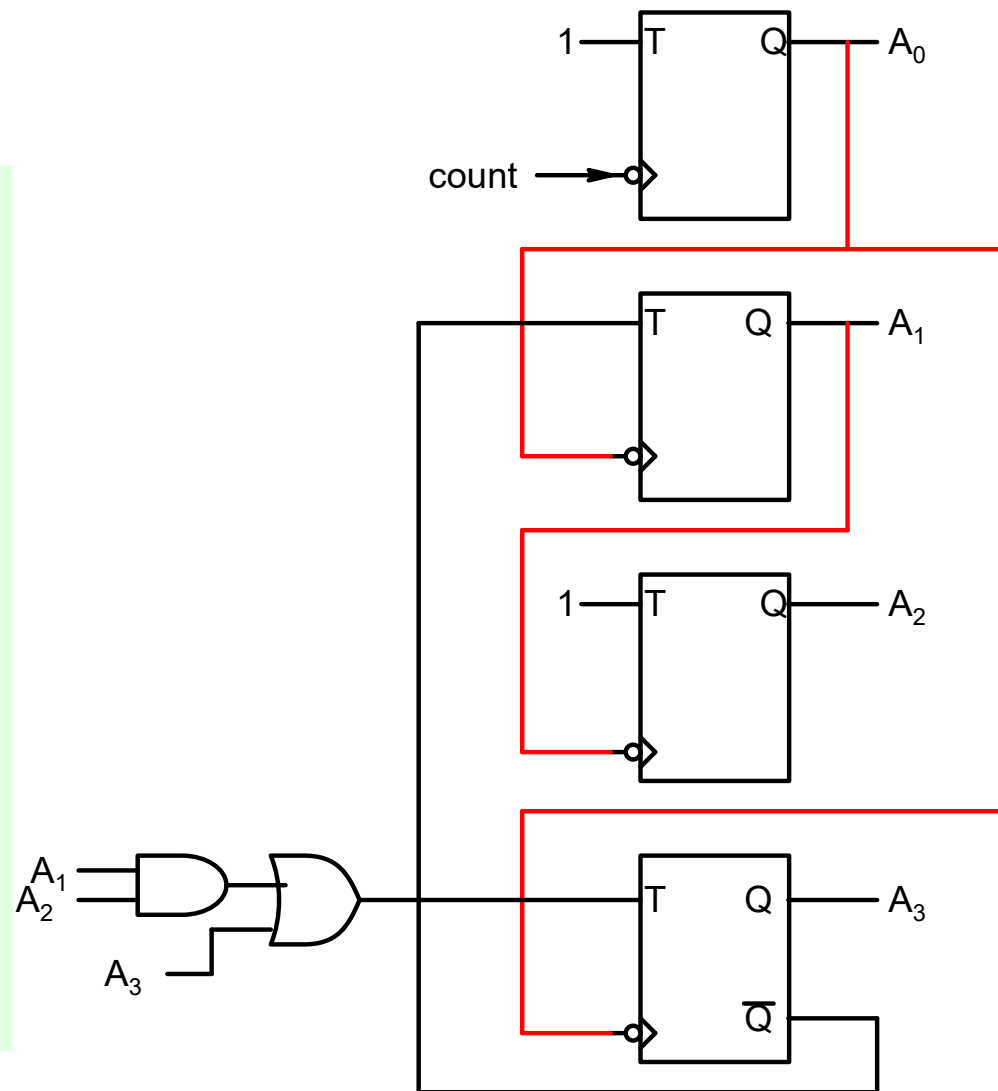 1 T Q A₀
count
T Q A₁
1 T Q A₂
A₁
A₂
A₃
T Q A₃
Q̅